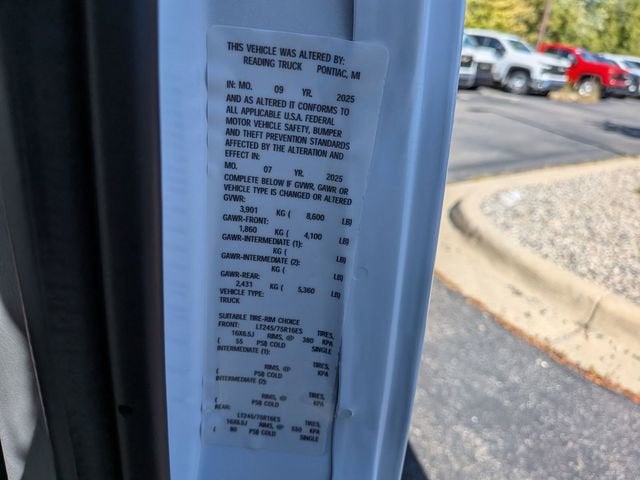 THIS VEHICLE WAS ALTERED BY:
READING TRUCK PONTIAC, MI
IN: MO. 09 YR. 2025
AND AS ALTERED IT CONFORMS TO
ALL APPLICABLE U.S.A. FEDERAL
MOTOR VEHICLE SAFETY, BUMPER
AND THEFT PREVENTION STANDARDS
AFFECTED BY THE ALTERATION AND
EFFECT IN:
MO. 07 YR. 2025
COMPLETE BELOW IF GVWR, GAWR OR
VEHICLE TYPE IS CHANGED OR ALTERED
GVWR:
3,901 KG ( 8,600 LB)
GAWR-FRONT:
1,860 KG ( 4,100 LB)
GAWR-INTERMEDIATE (1):
KG ( LB)
GAWR-INTERMEDIATE (2):
KG ( LB)
GAWR-REAR:
2,431 KG ( 5,360 LB)
VEHICLE TYPE:
TRUCK
SUITABLE TIRE-RIM CHOICE
FRONT: LT245/75R16ES TIRES,
16X6.5J RIMS, @ 380 KPA
( 55 PSI) COLD SINGLE
INTERMEDIATE (1):
TIRES,
RIMS, @ KPA
( PSI) COLD
INTERMEDIATE (2):
TIRES,
RIMS, @ KPA
( PSI) COLD
REAR:
LT245/75R16ES TIRES,
16X6.5J RIMS, @ 550 KPA
( 80 PSI) COLD SINGLE